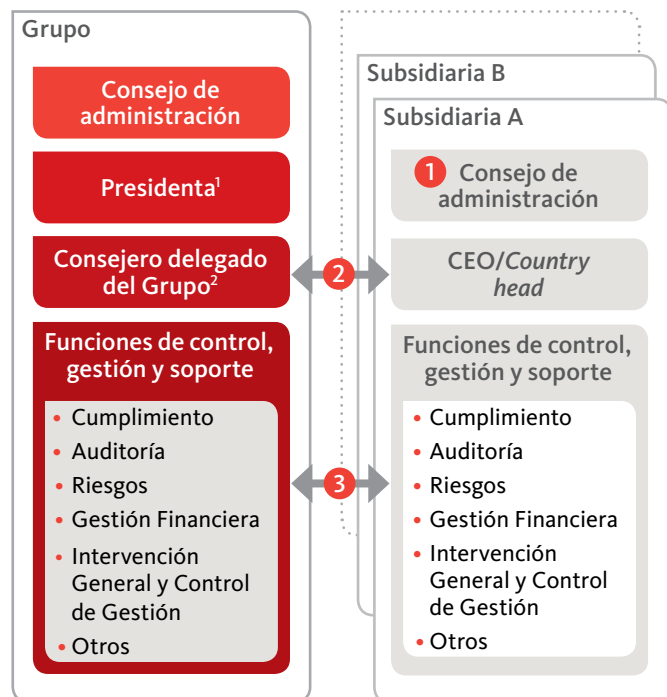 Grupo
Consejo de
administración
Presidenta¹
Consejero delegado
del Grupo²
Funciones de control,
gestión y soporte
• Cumplimiento
• Auditoría
• Riesgos
• Gestión Financiera
• Intervención
General y Control
de Gestión
• Otros
2
3
Subsidiaria B
Subsidiaria A
1 Consejo de
administración
CEO/Country
head
Funciones de control,
gestión y soporte
• Cumplimiento
• Auditoría
• Riesgos
• Gestión Financiera
• Intervención
General y Control
de Gestión
• Otros